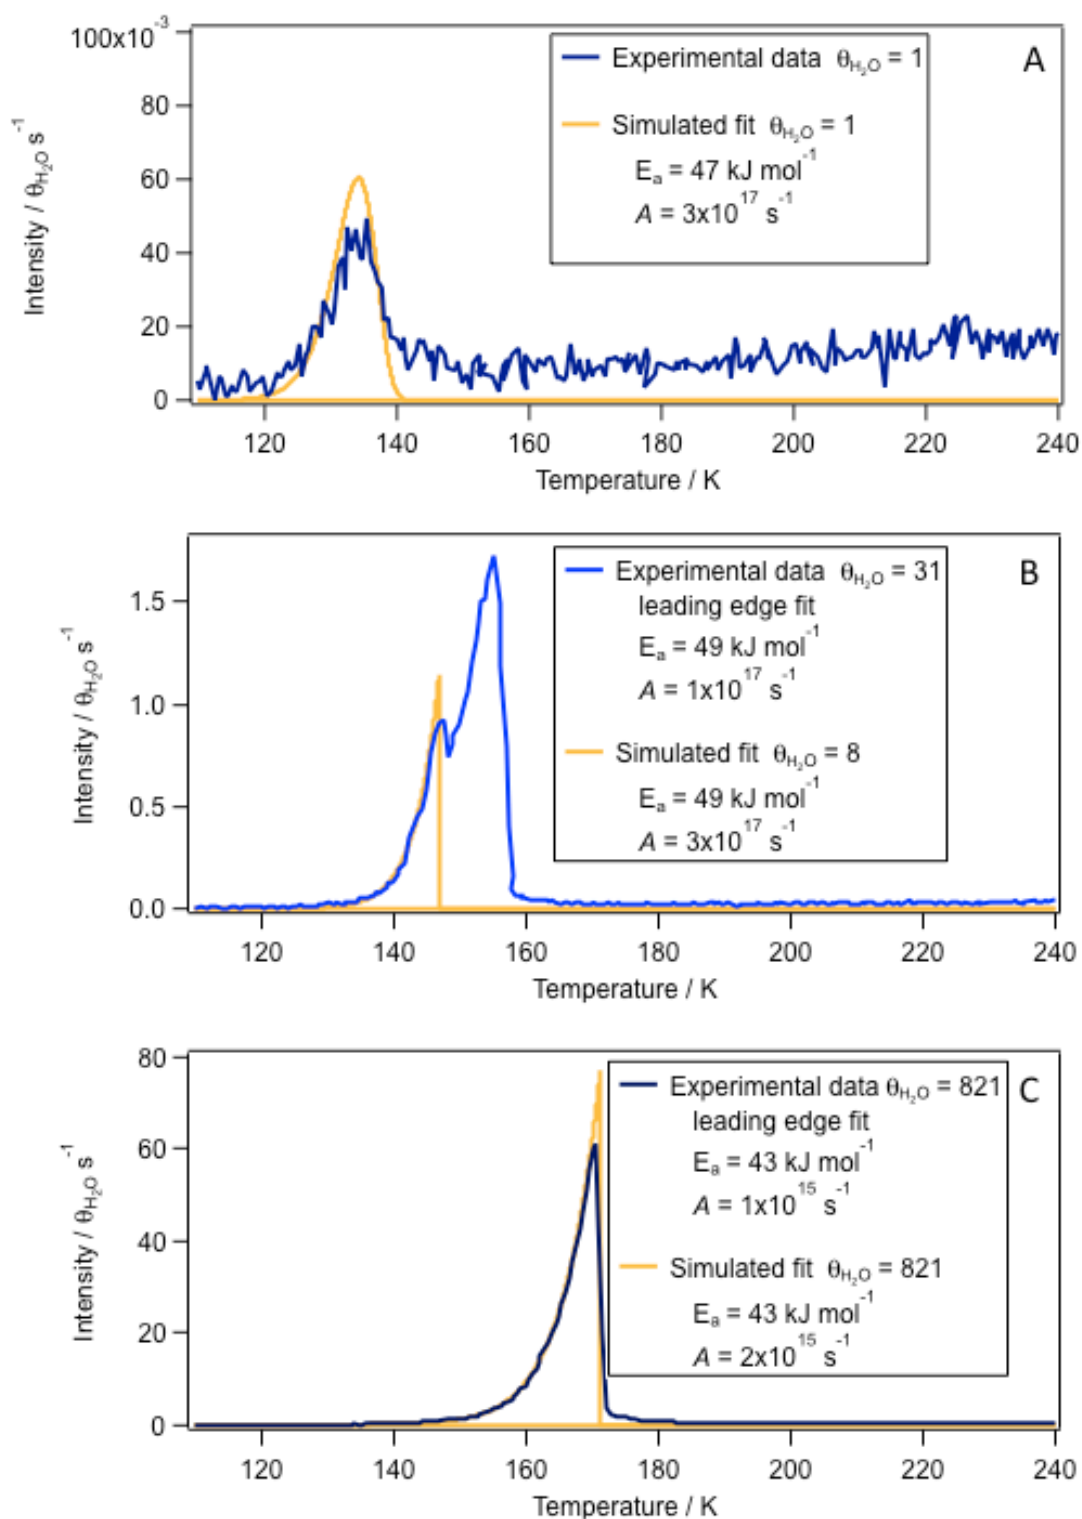 100x10⁻³
80
60
40
20
0
Intensity / θH₂O s⁻¹
Experimental data θH₂O = 1
Simulated fit θH₂O = 1
Eₐ = 47 kJ mol⁻¹
A = 3x10¹⁷ s⁻¹
A
120 140 160 180 200 220 240
Temperature / K
1.5
1.0
0.5
0.0
Intensity / θH₂O s⁻¹
Experimental data θH₂O = 31
leading edge fit
Eₐ = 49 kJ mol⁻¹
A = 1x10¹⁷ s⁻¹
Simulated fit θH₂O = 8
Eₐ = 49 kJ mol⁻¹
A = 3x10¹⁷ s⁻¹
B
120 140 160 180 200 220 240
Temperature / K
80
60
40
20
0
Intensity / θH₂O s⁻¹
Experimental data θH₂O = 821
leading edge fit
Eₐ = 43 kJ mol⁻¹
A = 1x10¹⁵ s⁻¹
Simulated fit θH₂O = 821
Eₐ = 43 kJ mol⁻¹
A = 2x10¹⁵ s⁻¹
C
120 140 160 180 200 220 240
Temperature / K